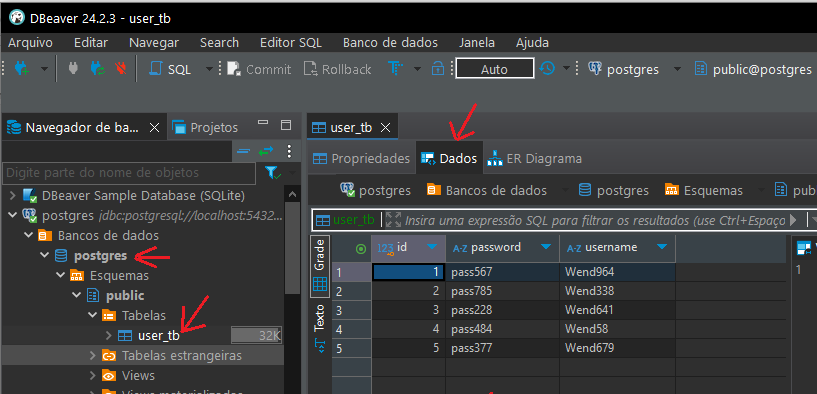 DBeaver 24.2.3 - user_tb
Arquivo Editar Navegar Search Editor SQL Banco de dados Janela Ajuda
SQL Commit Rollback Auto postgres public@postgres
Navegador de ba... Projetos
Digite parte do nome de objetos
DBeaver Sample Database (SQLite)
postgres jdbc:postgresql://localhost:5432...
Bancos de dados
postgres
Esquemas
public
Tabelas
user_tb 32K
Tabelas estrangeiras
Views
Views materializadas
user_tb
Propriedades Dados ER Diagrama
postgres Bancos de dados postgres Esquemas
user_tb Insira uma expressão SQL para filtrar os resultados (use Ctrl+Espaço
Grade
Texto
123 id A-Z password A-Z username
1 1 pass567 Wend964
2 2 pass785 Wend338
3 3 pass228 Wend641
4 4 pass484 Wend58
5 5 pass377 Wend679
1